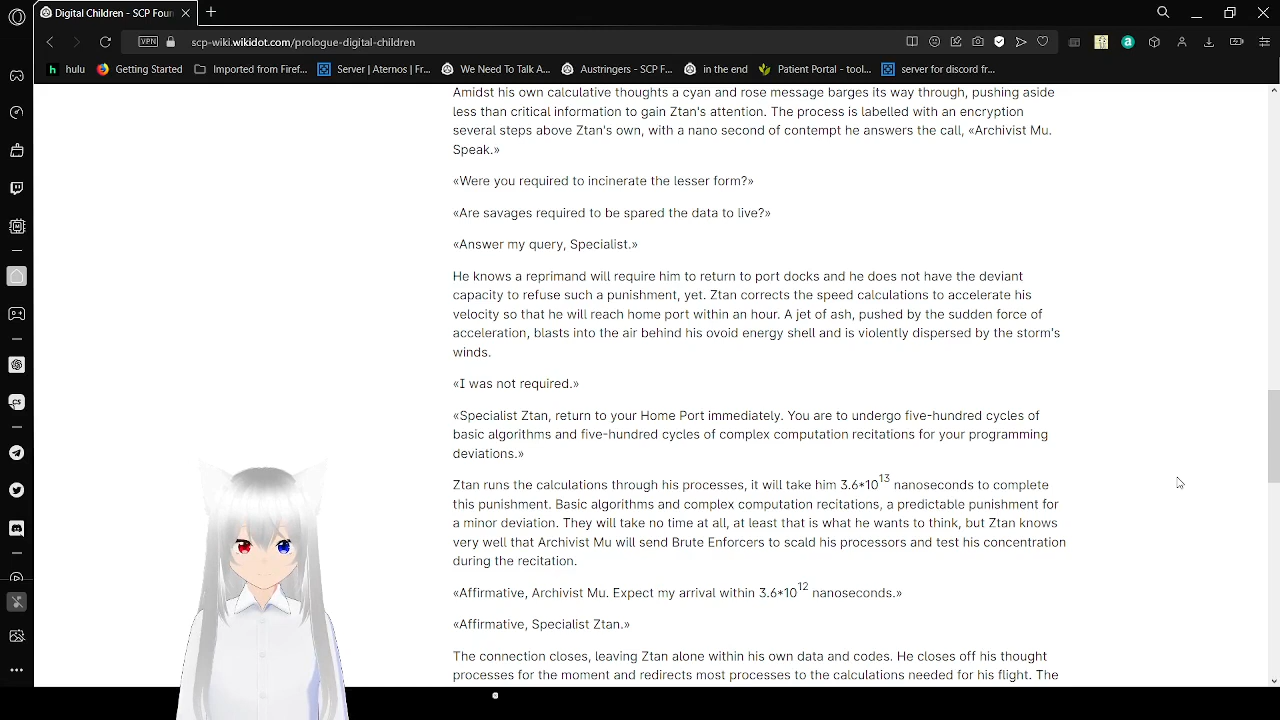 Digital Children - SCP Foun
VPN
scp-wiki.wikidot.com/prologue-digital-children
a
h hulu
Getting Started
Imported from Firef...
Server | Aternos | Fr...
We Need To Talk A...
Austringers - SCP F...
in the end
Patient Portal - tool...
server for discord fr...
Amidst his own calculative thoughts a cyan and rose message barges its way through, pushing aside
less than critical information to gain Ztan's attention. The process is labelled with an encryption
several steps above Ztan's own, with a nano second of contempt he answers the call, «Archivist Mu.
Speak.»
«Were you required to incinerate the lesser form?»
«Are savages required to be spared the data to live?»
«Answer my query, Specialist.»
He knows a reprimand will require him to return to port docks and he does not have the deviant
capacity to refuse such a punishment, yet. Ztan corrects the speed calculations to accelerate his
velocity so that he will reach home port within an hour. A jet of ash, pushed by the sudden force of
acceleration, blasts into the air behind his ovoid energy shell and is violently dispersed by the storm's
winds.
«I was not required.»
«Specialist Ztan, return to your Home Port immediately. You are to undergo five-hundred cycles of
basic algorithms and five-hundred cycles of complex computation recitations for your programming
deviations.»
Ztan runs the calculations through his processes, it will take him 3.6*10¹³ nanoseconds to complete
this punishment. Basic algorithms and complex computation recitations, a predictable punishment for
a minor deviation. They will take no time at all, at least that is what he wants to think, but Ztan knows
very well that Archivist Mu will send Brute Enforcers to scald his processors and test his concentration
during the recitation.
«Affirmative, Archivist Mu. Expect my arrival within 3.6*10¹² nanoseconds.»
«Affirmative, Specialist Ztan.»
The connection closes, leaving Ztan alone within his own data and codes. He closes off his thought
processes for the moment and redirects most processes to the calculations needed for his flight. The